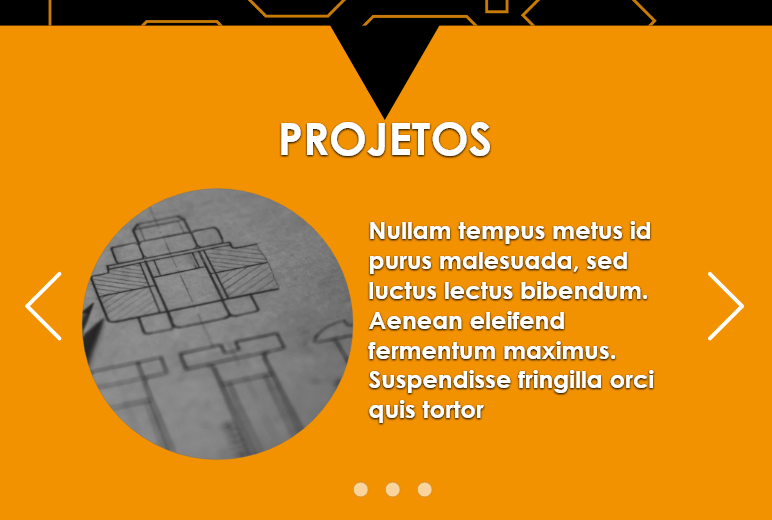 PROJETOS
Nullam tempus metus id
purus malesuada, sed
luctus lectus bibendum.
Aenean eleifend
fermentum maximus.
Suspendisse fringilla orci
quis tortor